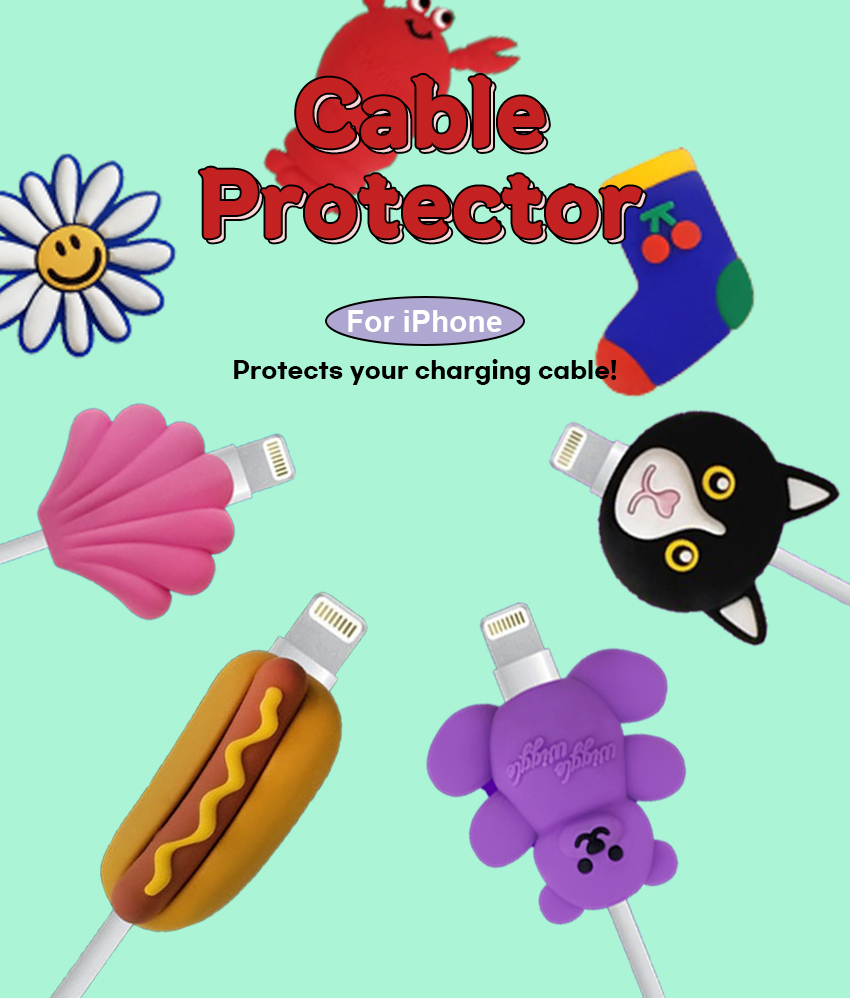 Cable
Protector
For iPhone
Protects your charging cable!
wiggle
wiggle